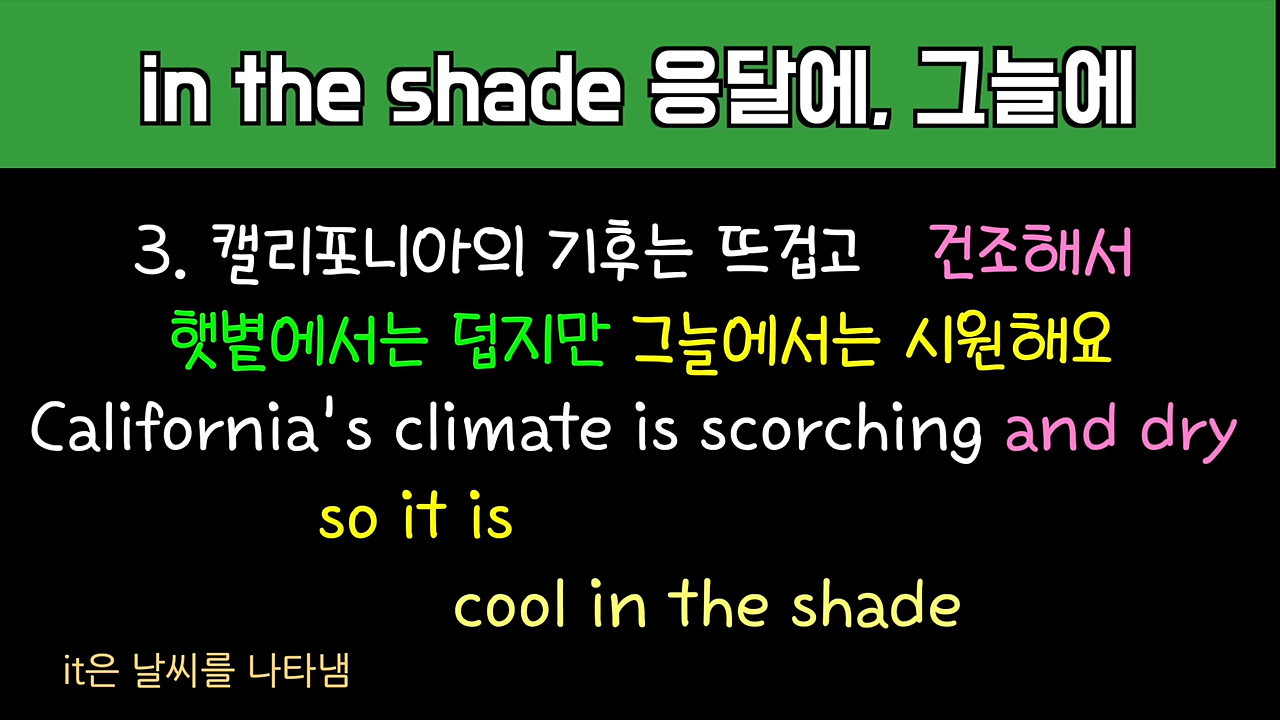 in the shade 응달에, 그늘에
3. 캘리포니아의 기후는 뜨겁고 건조해서
햇볕에서는 덥지만 그늘에서는 시원해요
California's climate is scorching and dry
so it is
cool in the shade
it은 날씨를 나타냄